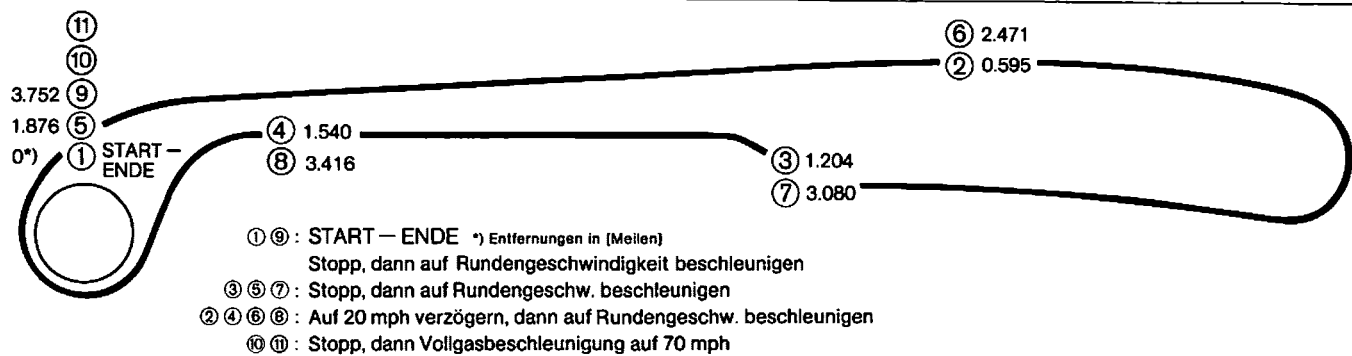 ⑪
⑩
3.752 ⑨
1.876 ⑤
0*) ① START –
ENDE
⑥ 2.471
② 0.595
④ 1.540
⑧ 3.416
③ 1.204
⑦ 3.080
① ⑨ : START – ENDE *) Entfernungen in [Meilen]
Stopp, dann auf Rundengeschwindigkeit beschleunigen
③ ⑤ ⑦ : Stopp, dann auf Rundengeschw. beschleunigen
② ④ ⑥ ⑧ : Auf 20 mph verzögern, dann auf Rundengeschw. beschleunigen
⑩ ⑪ : Stopp, dann Vollgasbeschleunigung auf 70 mph